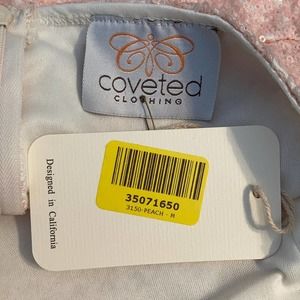 coveted
CLOTHING
35071650
3150-PEACH - M
Designed in California